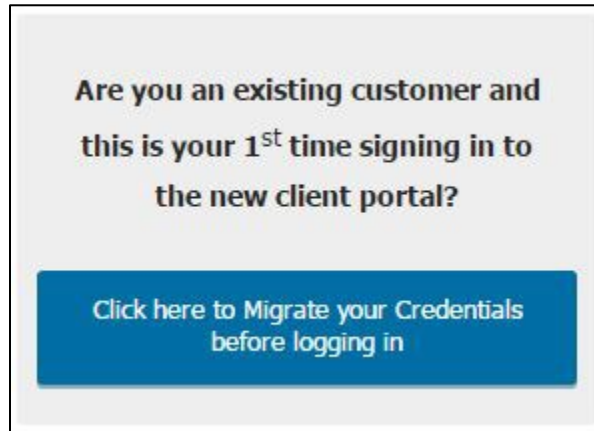 Are you an existing customer and
this is your 1st time signing in to
the new client portal?
Click here to Migrate your Credentials
before logging in